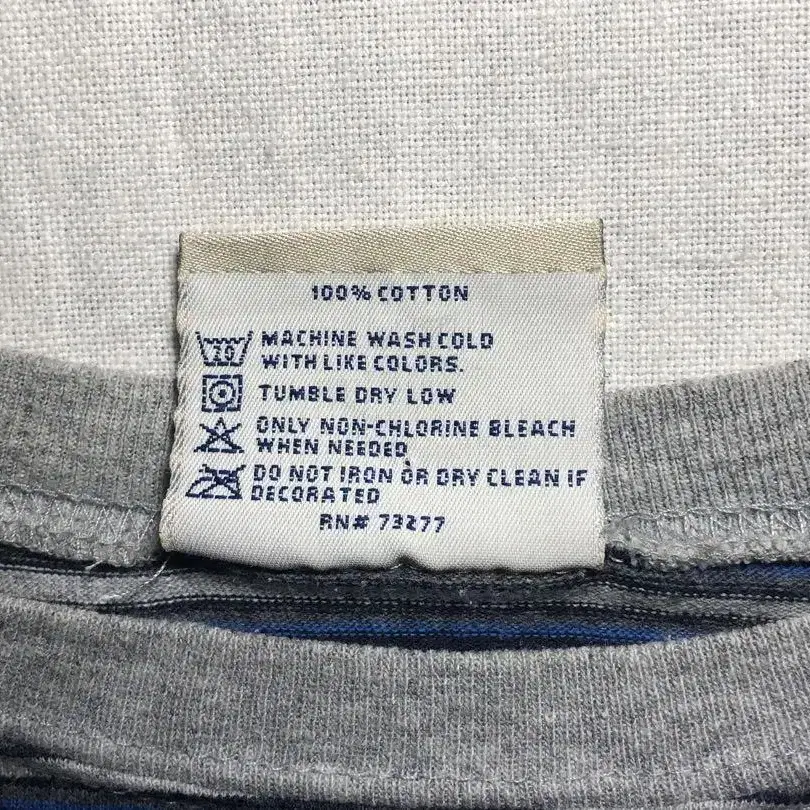 100% COTTON
20
MACHINE WASH COLD
WITH LIKE COLORS.
TUMBLE DRY LOW
ONLY NON-CHLORINE BLEACH
WHEN NEEDED
DO NOT IRON OR DRY CLEAN IF
DECORATED
RN# 73277